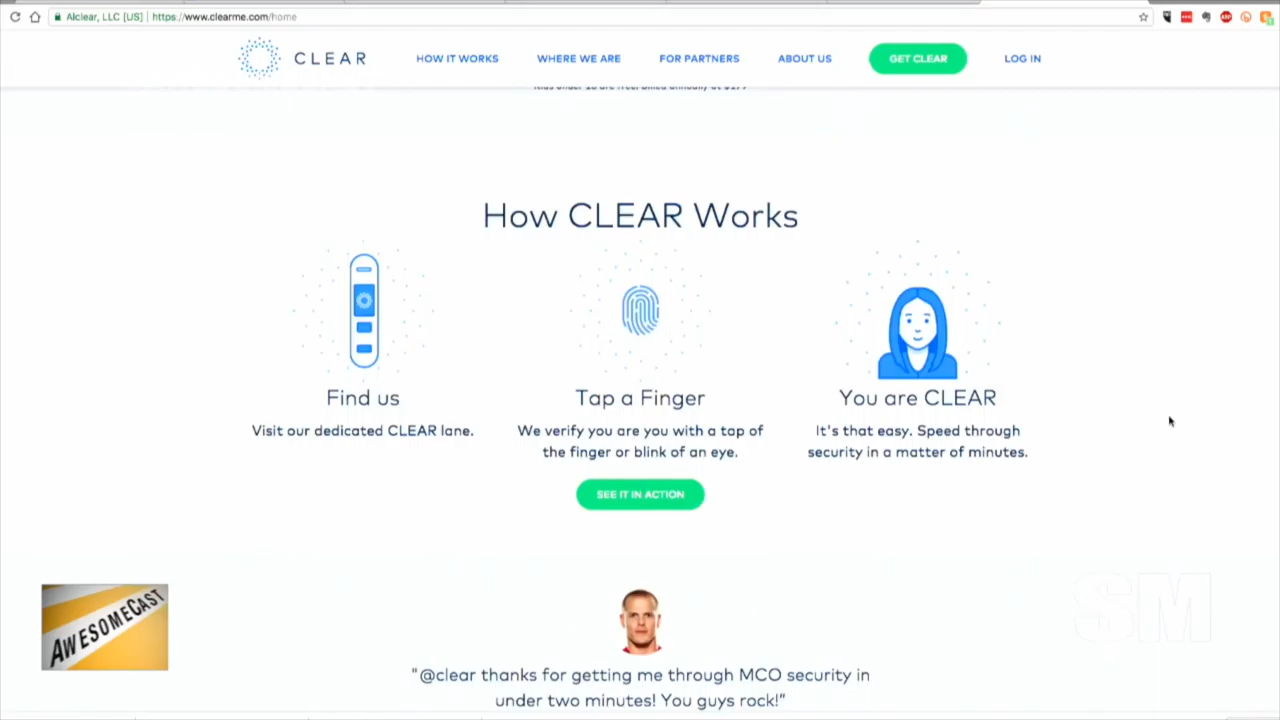 Alclear, LLC [US] | https://www.clearme.com/home
CLEAR
HOW IT WORKS
WHERE WE ARE
FOR PARTNERS
ABOUT US
GET CLEAR
LOG IN
How CLEAR Works
Find us
Visit our dedicated CLEAR lane.
Tap a Finger
We verify you are you with a tap of
the finger or blink of an eye.
SEE IT IN ACTION
You are CLEAR
It's that easy. Speed through
security in a matter of minutes.
AWESOMECAST
SM
"@clear thanks for getting me through MCO security in
under two minutes! You guys rock!"